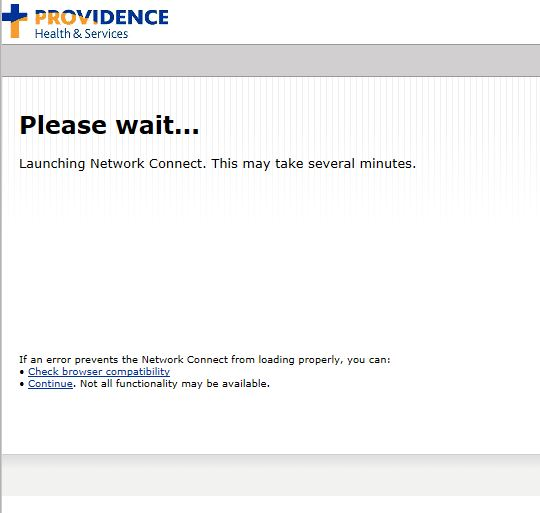 PROVIDENCE
Health & Services
Please wait...
Launching Network Connect. This may take several minutes.
If an error prevents the Network Connect from loading properly, you can:
• Check browser compatibility
• Continue. Not all functionality may be available.